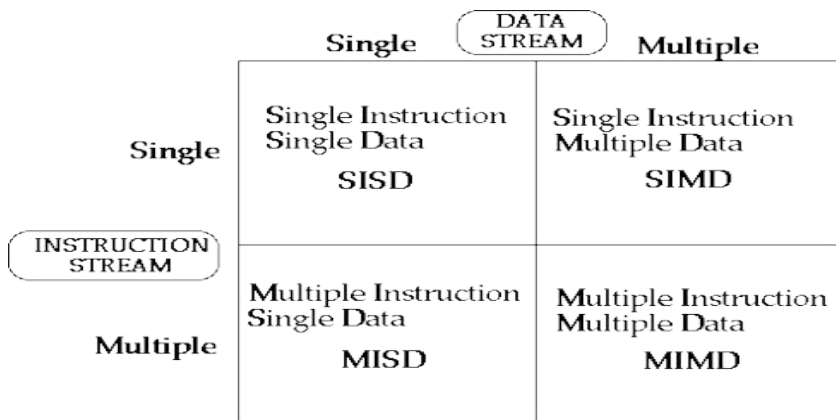 DATA
STREAM
Single
Multiple
Single
Single Instruction
Single Data
SISD
Single Instruction
Multiple Data
SIMD
INSTRUCTION
STREAM
Multiple
Multiple Instruction
Single Data
MISD
Multiple Instruction
Multiple Data
MIMD